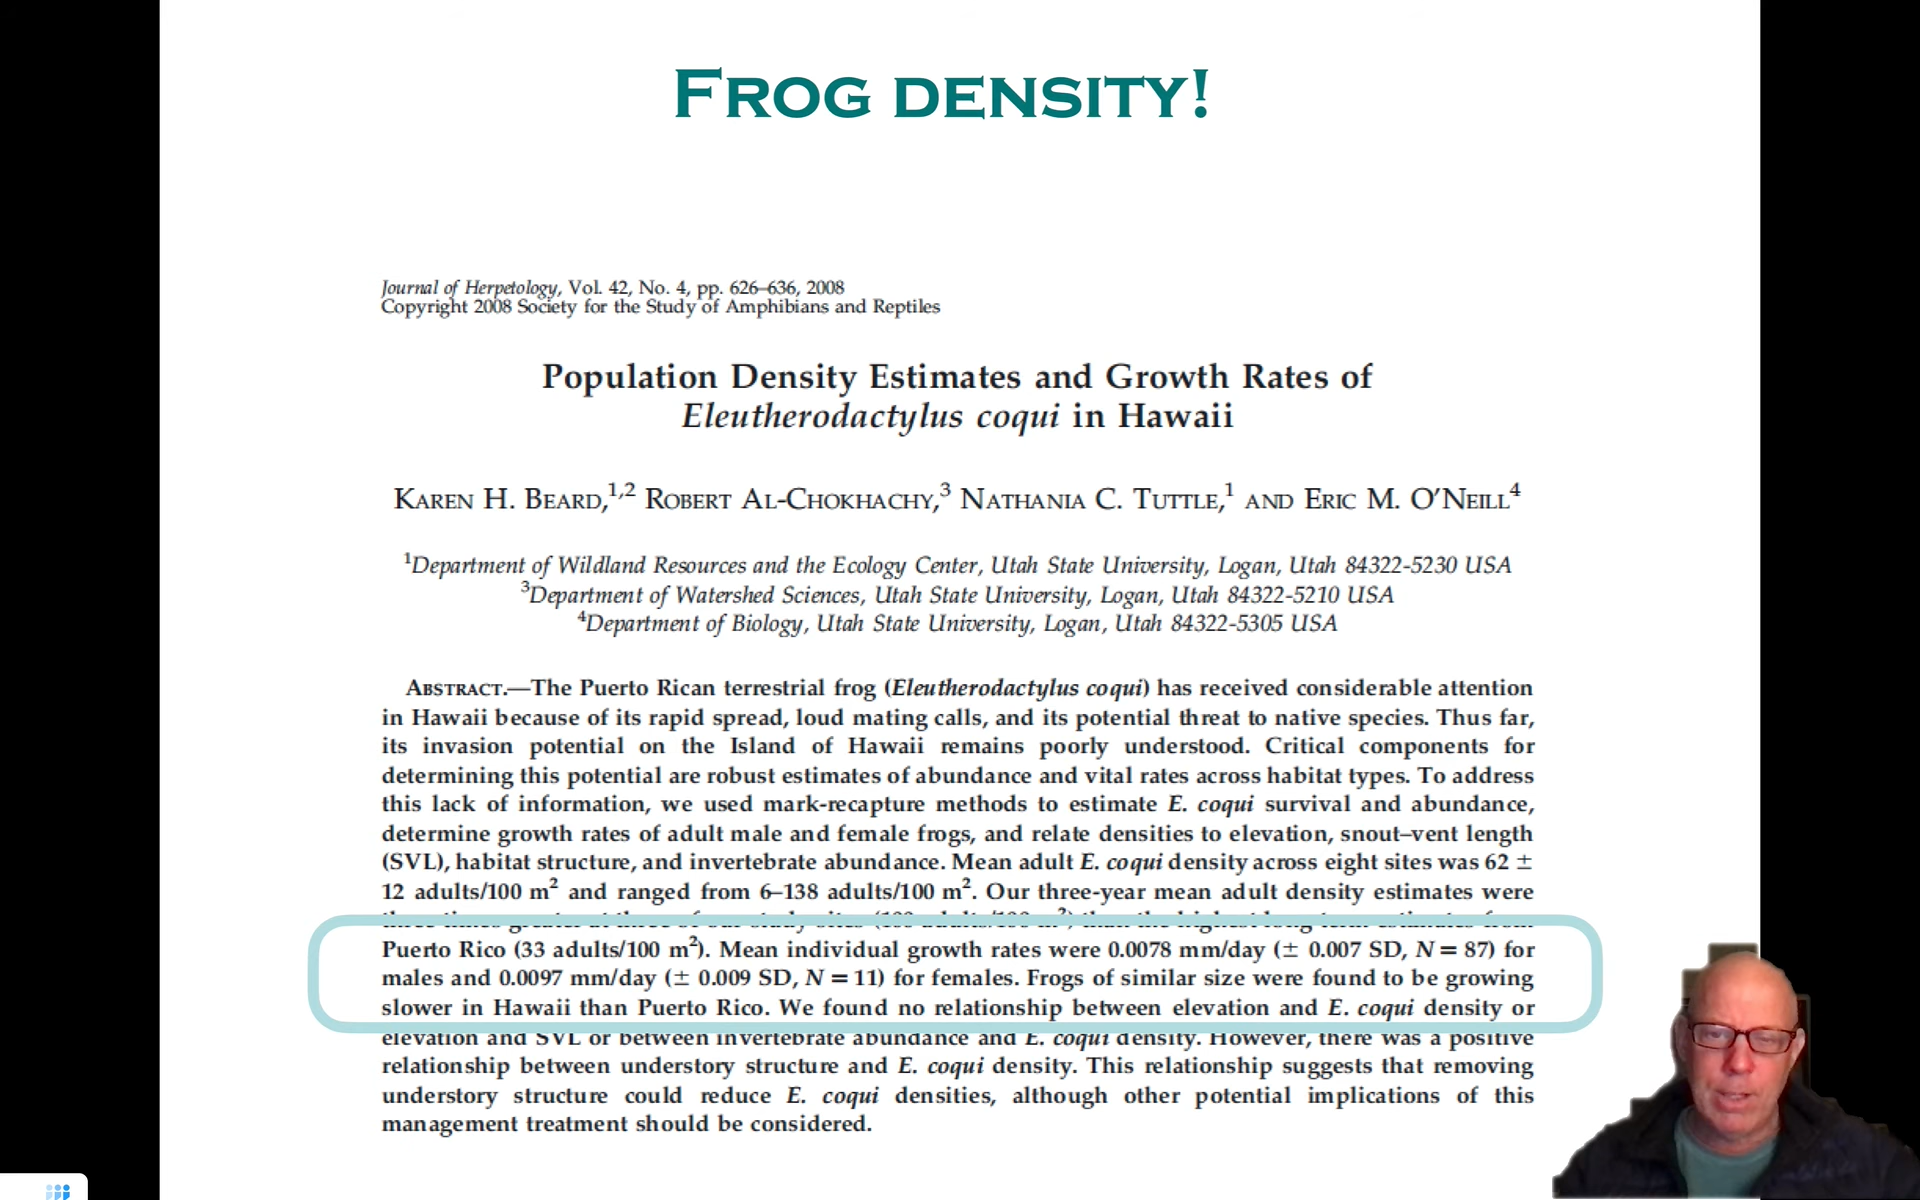 FROG DENSITY!
Journal of Herpetology, Vol. 42, No. 4, pp. 626–636, 2008
Copyright 2008 Society for the Study of Amphibians and Reptiles
Population Density Estimates and Growth Rates of
Eleutherodactylus coqui in Hawaii
KAREN H. BEARD,1,2 ROBERT AL-CHOKHACHY,3 NATHANIA C. TUTTLE,1 AND ERIC M. O'NEILL4
1Department of Wildland Resources and the Ecology Center, Utah State University, Logan, Utah 84322-5230 USA
3Department of Watershed Sciences, Utah State University, Logan, Utah 84322-5210 USA
4Department of Biology, Utah State University, Logan, Utah 84322-5305 USA
ABSTRACT.—The Puerto Rican terrestrial frog (Eleutherodactylus coqui) has received considerable attention
in Hawaii because of its rapid spread, loud mating calls, and its potential threat to native species. Thus far,
its invasion potential on the Island of Hawaii remains poorly understood. Critical components for
determining this potential are robust estimates of abundance and vital rates across habitat types. To address
this lack of information, we used mark-recapture methods to estimate E. coqui survival and abundance,
determine growth rates of adult male and female frogs, and relate densities to elevation, snout–vent length
(SVL), habitat structure, and invertebrate abundance. Mean adult E. coqui density across eight sites was 62 ±
12 adults/100 m2 and ranged from 6–138 adults/100 m2. Our three-year mean adult density estimates were
Puerto Rico (33 adults/100 m2). Mean individual growth rates were 0.0078 mm/day (± 0.007 SD, N = 87) for
males and 0.0097 mm/day (± 0.009 SD, N = 11) for females. Frogs of similar size were found to be growing
slower in Hawaii than Puerto Rico. We found no relationship between elevation and E. coqui density or
elevation and SVL or between invertebrate abundance and E. coqui density. However, there was a positive
relationship between understory structure and E. coqui density. This relationship suggests that removing
understory structure could reduce E. coqui densities, although other potential implications of this
management treatment should be considered.